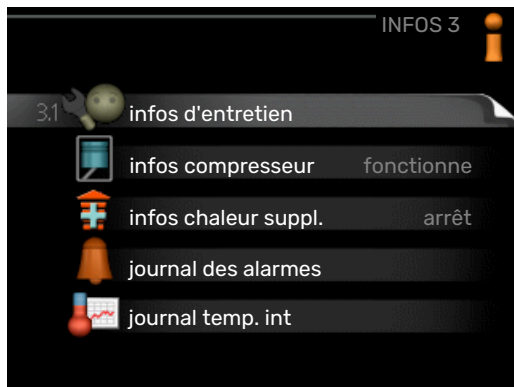 INFOS 3
3.1 infos d'entretien
infos compresseur fonctionne
infos chaleur suppl. arrêt
journal des alarmes
journal temp. int